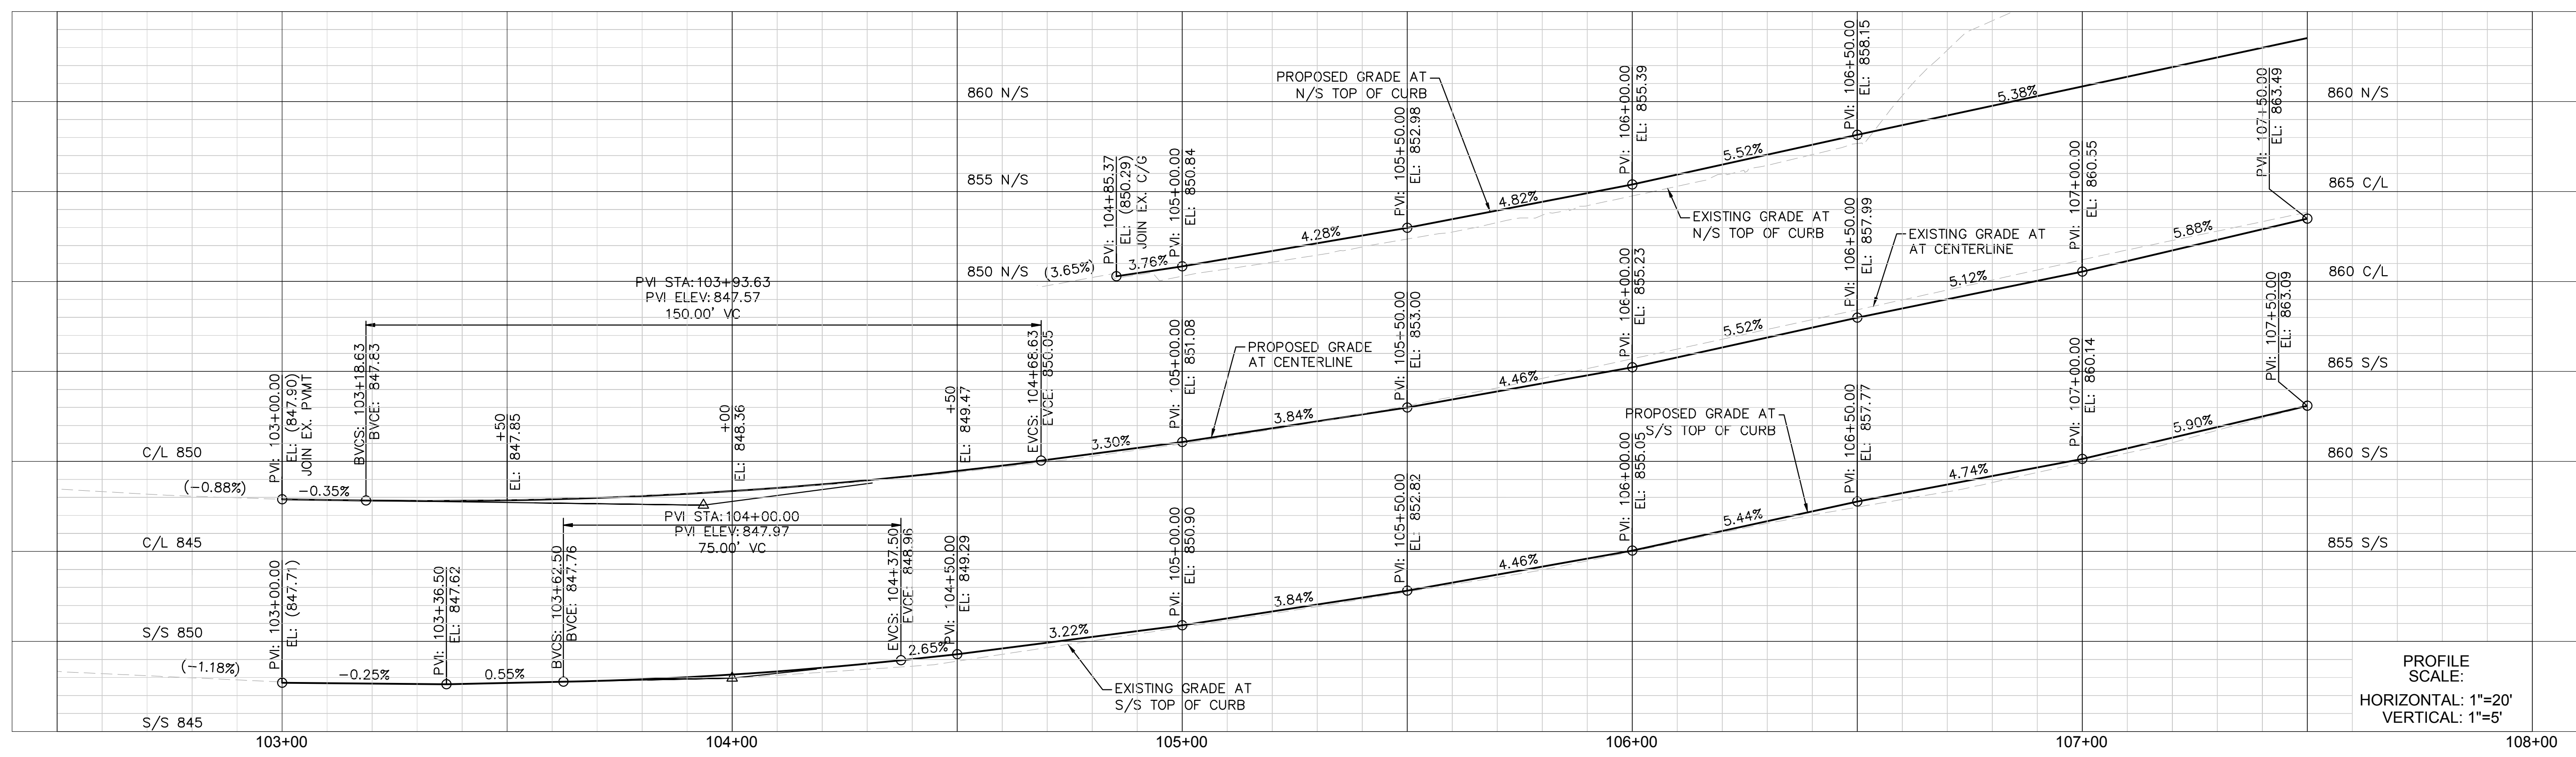 860 N/S
855 N/S
850 N/S
860 N/S
865 C/L
860 C/L
865 S/S
860 S/S
855 S/S
C/L 850
C/L 845
S/S 850
S/S 845
PROPOSED GRADE AT
N/S TOP OF CURB
EXISTING GRADE AT
N/S TOP OF CURB
(3.65%)
3.76%
4.28%
4.82%
5.52%
5.38%
PVI: 104+85.37
EL: (850.29)
JOIN EX. C/G
PVI: 105+00.00
EL: 850.84
PVI: 105+50.00
EL: 852.98
PVI: 106+00.00
EL: 855.39
PVI: 106+50.00
EL: 858.15
PVI STA:103+93.63
PVI ELEV:847.57
150.00' VC
PVI: 103+00.00
EL: (847.90)
JOIN EX. PVMT
BVCS: 103+18.63
BVCE: 847.83
+50
EL: 847.85
+00
EL: 848.36
+50
EL: 849.47
EVCS: 104+68.63
EVCE: 850.05
PVI: 105+00.00
EL: 851.08
PVI: 105+50.00
EL: 853.00
PVI: 106+00.00
EL: 855.23
PVI: 106+50.00
EL: 857.99
PVI: 107+00.00
EL: 860.55
PVI: 107+50.00
EL: 863.49
PROPOSED GRADE
AT CENTERLINE
EXISTING GRADE AT
AT CENTERLINE
(-0.88%)
-0.35%
3.30%
3.84%
4.46%
5.52%
5.12%
5.88%
PVI STA:104+00.00
PVI ELEV:847.97
75.00' VC
PVI: 103+00.00
EL: (847.71)
PVI: 103+36.50
EL: 847.62
BVCS: 103+62.50
BVCE: 847.76
EVCS: 104+37.50
EVCE: 848.96
PVI: 104+50.00
EL: 849.29
PVI: 105+00.00
EL: 850.90
PVI: 105+50.00
EL: 852.82
PVI: 106+00.00
EL: 855.05
PVI: 106+50.00
EL: 857.77
PVI: 107+00.00
EL: 860.14
PVI: 107+50.00
EL: 863.09
PROPOSED GRADE AT
S/S TOP OF CURB
EXISTING GRADE AT
S/S TOP OF CURB
(-1.18%)
-0.25%
0.55%
2.65%
3.22%
3.84%
4.46%
5.44%
4.74%
5.90%
PROFILE
SCALE:
HORIZONTAL: 1"=20'
VERTICAL: 1"=5'
103+00
104+00
105+00
106+00
107+00
108+00